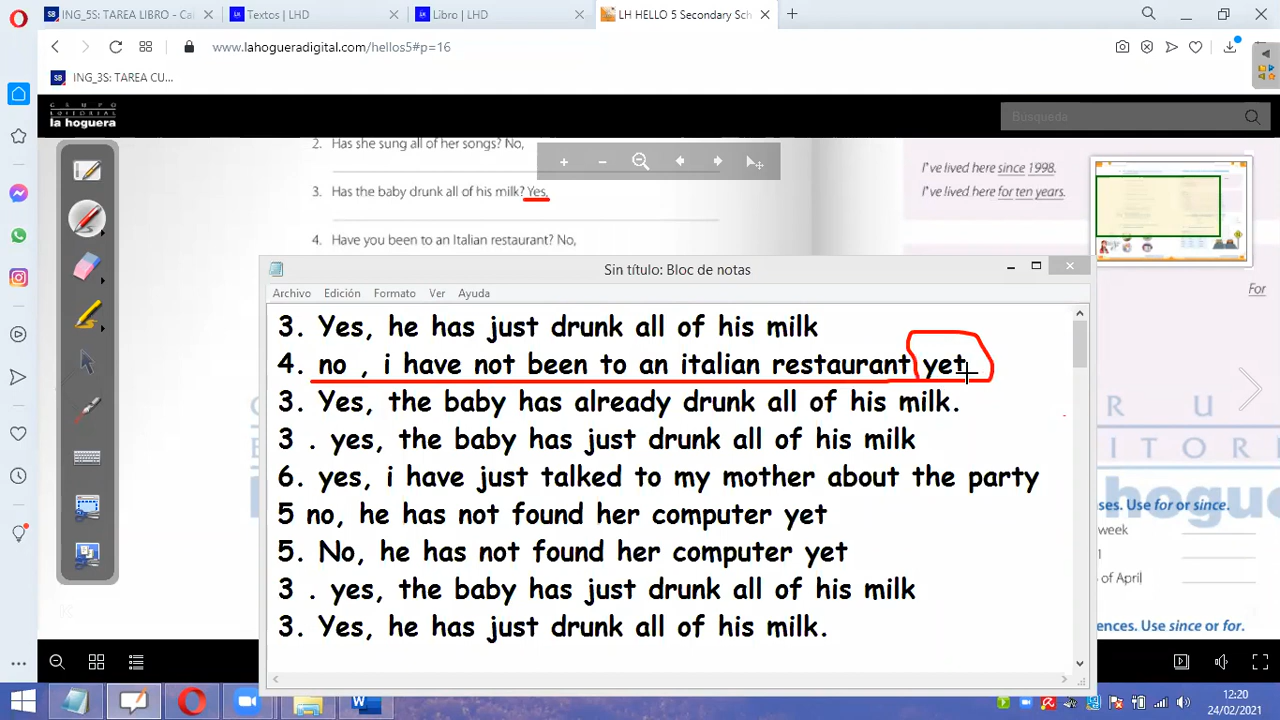 ING_5S: TAREA LIBRO - Cal
Textos | LHD
Libro | LHD
LH HELLO 5 Secondary Sch
www.lahogueradigital.com/hellos5#p=16
ING_3S: TAREA CU...
GRUPO
EDITORIAL
la hoguera
Búsqueda
2. Has she sung all of her songs? No,
3. Has the baby drunk all of his milk? Yes,
4. Have you been to an Italian restaurant? No,
I've lived here since 1998.
I've lived here for ten years.
For
Sin título: Bloc de notas
Archivo Edición Formato Ver Ayuda
3. Yes, he has just drunk all of his milk
4. no , i have not been to an italian restaurant yet
3. Yes, the baby has already drunk all of his milk.
3 . yes, the baby has just drunk all of his milk
6. yes, i have just talked to my mother about the party
5 no, he has not found her computer yet
5. No, he has not found her computer yet
3 . yes, the baby has just drunk all of his milk
3. Yes, he has just drunk all of his milk.
U
ITOR
hog
ases. Use for or since.
week
1
of April
ences. Use since or for.
12:20
24/02/2021